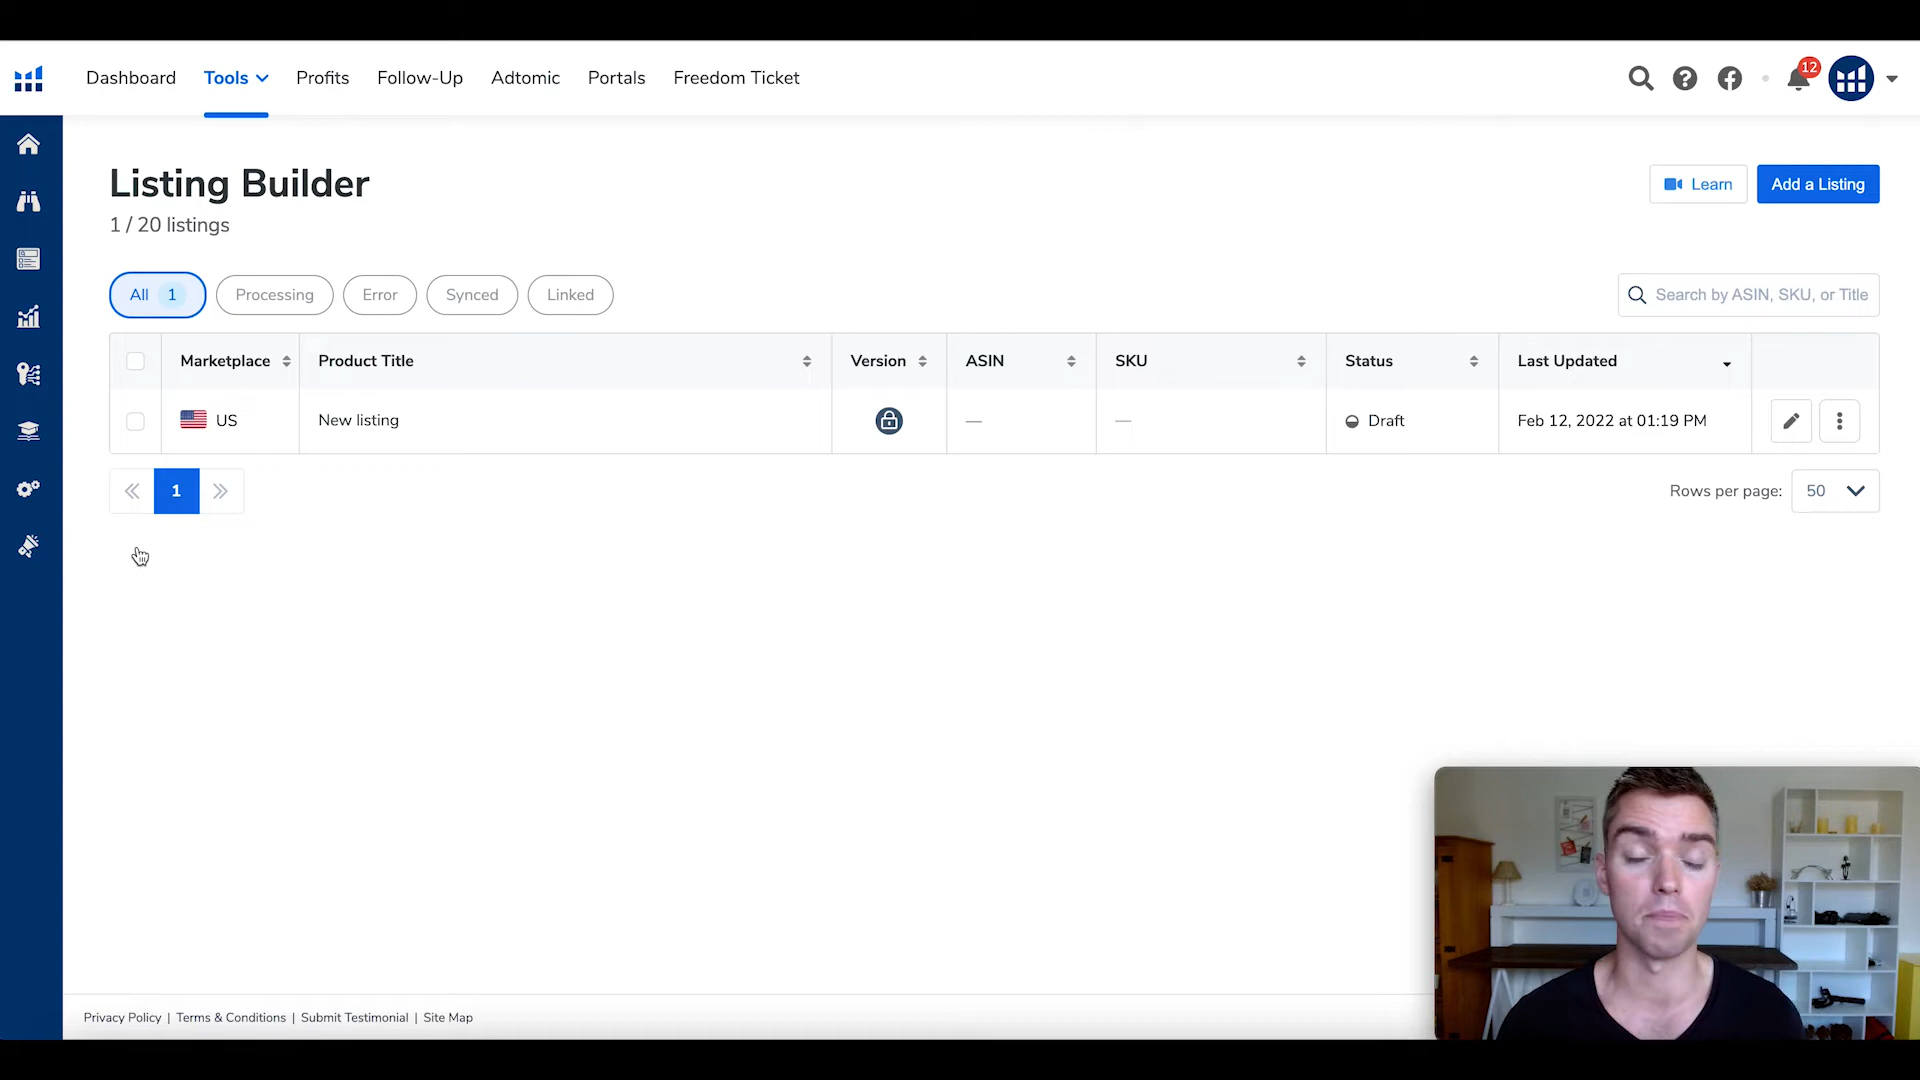 Dashboard Tools Profits Follow-Up Adtomic Portals Freedom Ticket 12
Listing Builder
1 / 20 listings
Learn Add a Listing
All 1 Processing Error Synced Linked Search by ASIN, SKU, or Title
Marketplace Product Title Version ASIN SKU Status Last Updated
US New listing — — Draft Feb 12, 2022 at 01:19 PM
1 Rows per page: 50
Privacy Policy | Terms & Conditions | Submit Testimonial | Site Map